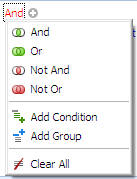 And
And
Or
Not And
Not Or
Add Condition
Add Group
Clear All